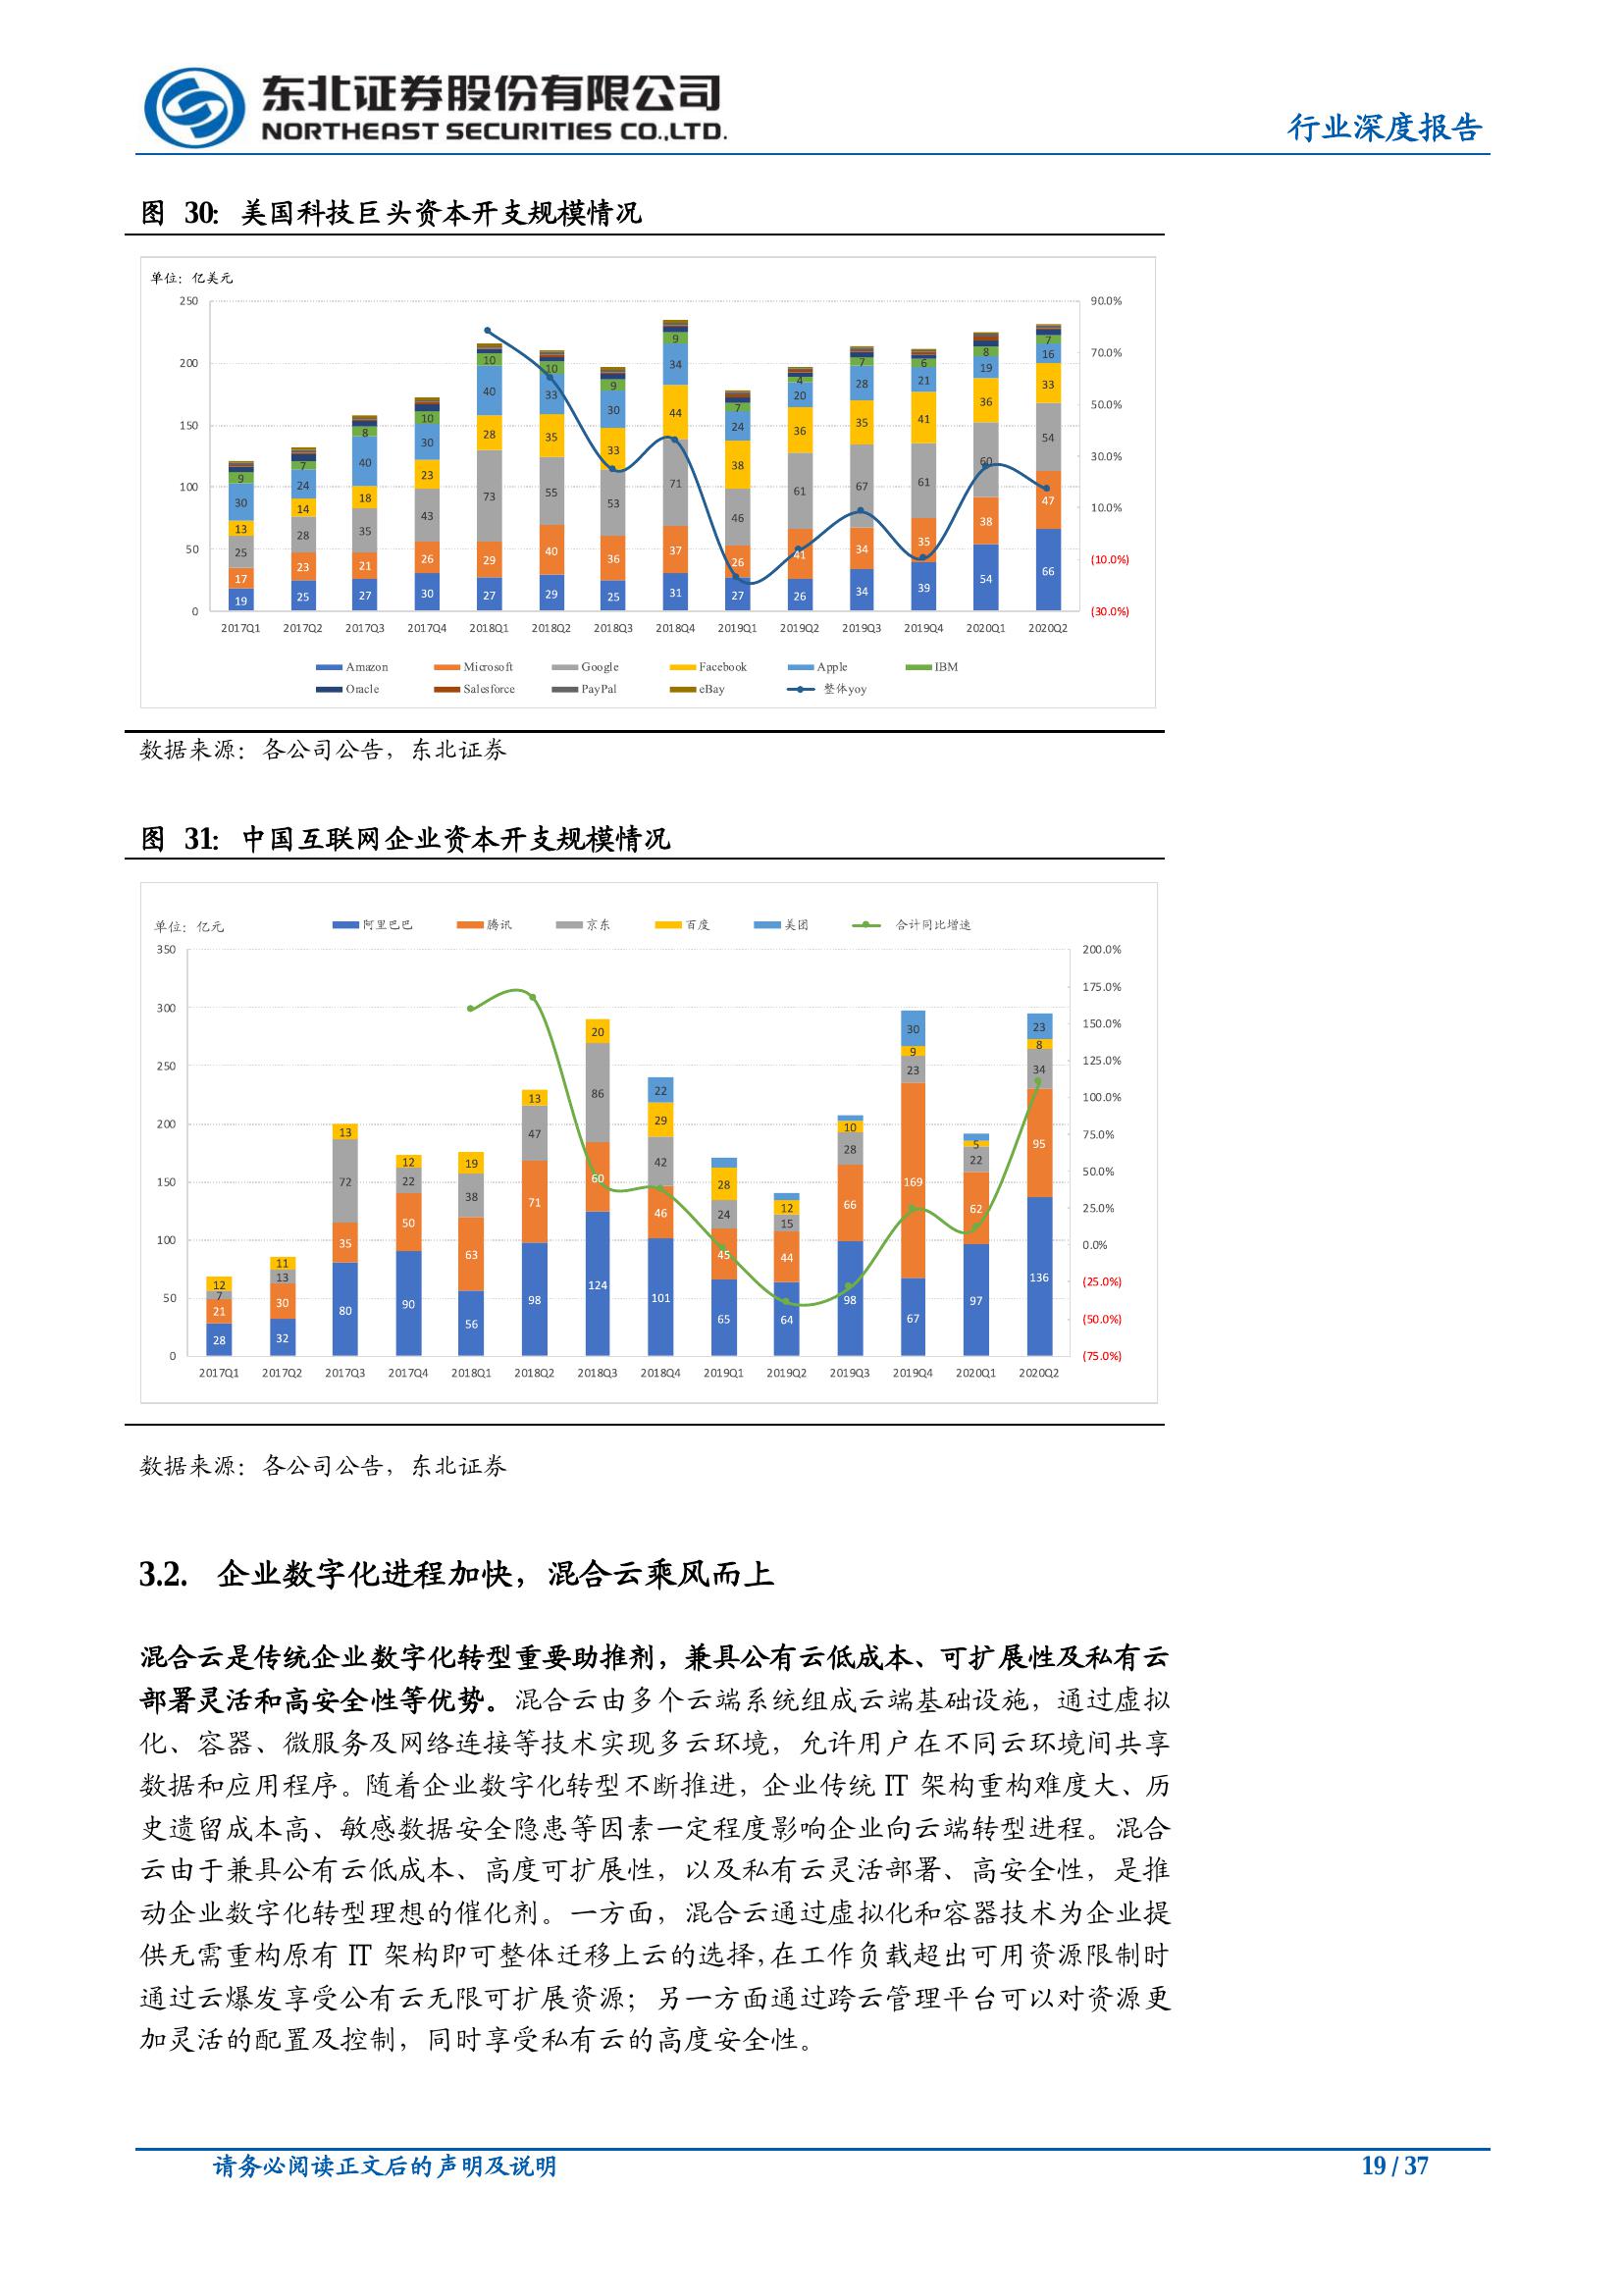 东北证券股份有限公司
NORTHEAST SECURITIES CO.,LTD.
行业深度报告
图 30：美国科技巨头资本开支规模情况
单位：亿美元
250 90.0%
200 70.0%
50.0%
150 30.0%
100 10.0%
50 (10.0%)
0 (30.0%)
19 25 27 30 27 29 25 31 27 26 34 39 54 66
17 23 21 26 29 40 36 37 26 41 34 35 38 47
25 28 35 43 73 55 53 71 46 61 67 61 60 54
13 14 18 23 28 35 33 44 38 36 35 41 36 33
30 24 40 30 40 33 30 34 24 20 28 21 19 16
9 7 8 10 10 10 9 9 7 4 7 6 8 7
2017Q1 2017Q2 2017Q3 2017Q4 2018Q1 2018Q2 2018Q3 2018Q4 2019Q1 2019Q2 2019Q3 2019Q4 2020Q1 2020Q2
Amazon Microsoft Google Facebook Apple IBM
Oracle Salesforce PayPal eBay 整体yoy
数据来源：各公司公告，东北证券
图 31：中国互联网企业资本开支规模情况
单位：亿元 阿里巴巴 腾讯 京东 百度 美团 合计同比增速
350 200.0%
175.0%
300 150.0%
250 125.0%
100.0%
200 75.0%
150 50.0%
25.0%
100 0.0%
50 (25.0%)
(50.0%)
0 (75.0%)
28 32 80 90 56 98 124 101 65 64 98 67 97 136
21 30 35 50 63 71 60 46 45 44 66 169 62 95
7 13 72 22 38 47 86 42 24 15 28 23 22 34
12 11 13 12 19 13 20 29 28 12 10 9 5 8
22 30 23
2017Q1 2017Q2 2017Q3 2017Q4 2018Q1 2018Q2 2018Q3 2018Q4 2019Q1 2019Q2 2019Q3 2019Q4 2020Q1 2020Q2
数据来源：各公司公告，东北证券
3.2. 企业数字化进程加快，混合云乘风而上
混合云是传统企业数字化转型重要助推剂，兼具公有云低成本、可扩展性及私有云
部署灵活和高安全性等优势。混合云由多个云端系统组成云端基础设施，通过虚拟
化、容器、微服务及网络连接等技术实现多云环境，允许用户在不同云环境间共享
数据和应用程序。随着企业数字化转型不断推进，企业传统 IT 架构重构难度大、历
史遗留成本高、敏感数据安全隐患等因素一定程度影响企业向云端转型进程。混合
云由于兼具公有云低成本、高度可扩展性，以及私有云灵活部署、高安全性，是推
动企业数字化转型理想的催化剂。一方面，混合云通过虚拟化和容器技术为企业提
供无需重构原有 IT 架构即可整体迁移上云的选择，在工作负载超出可用资源限制时
通过云爆发享受公有云无限可扩展资源；另一方面通过跨云管理平台可以对资源更
加灵活的配置及控制，同时享受私有云的高度安全性。
请务必阅读正文后的声明及说明 19 / 37